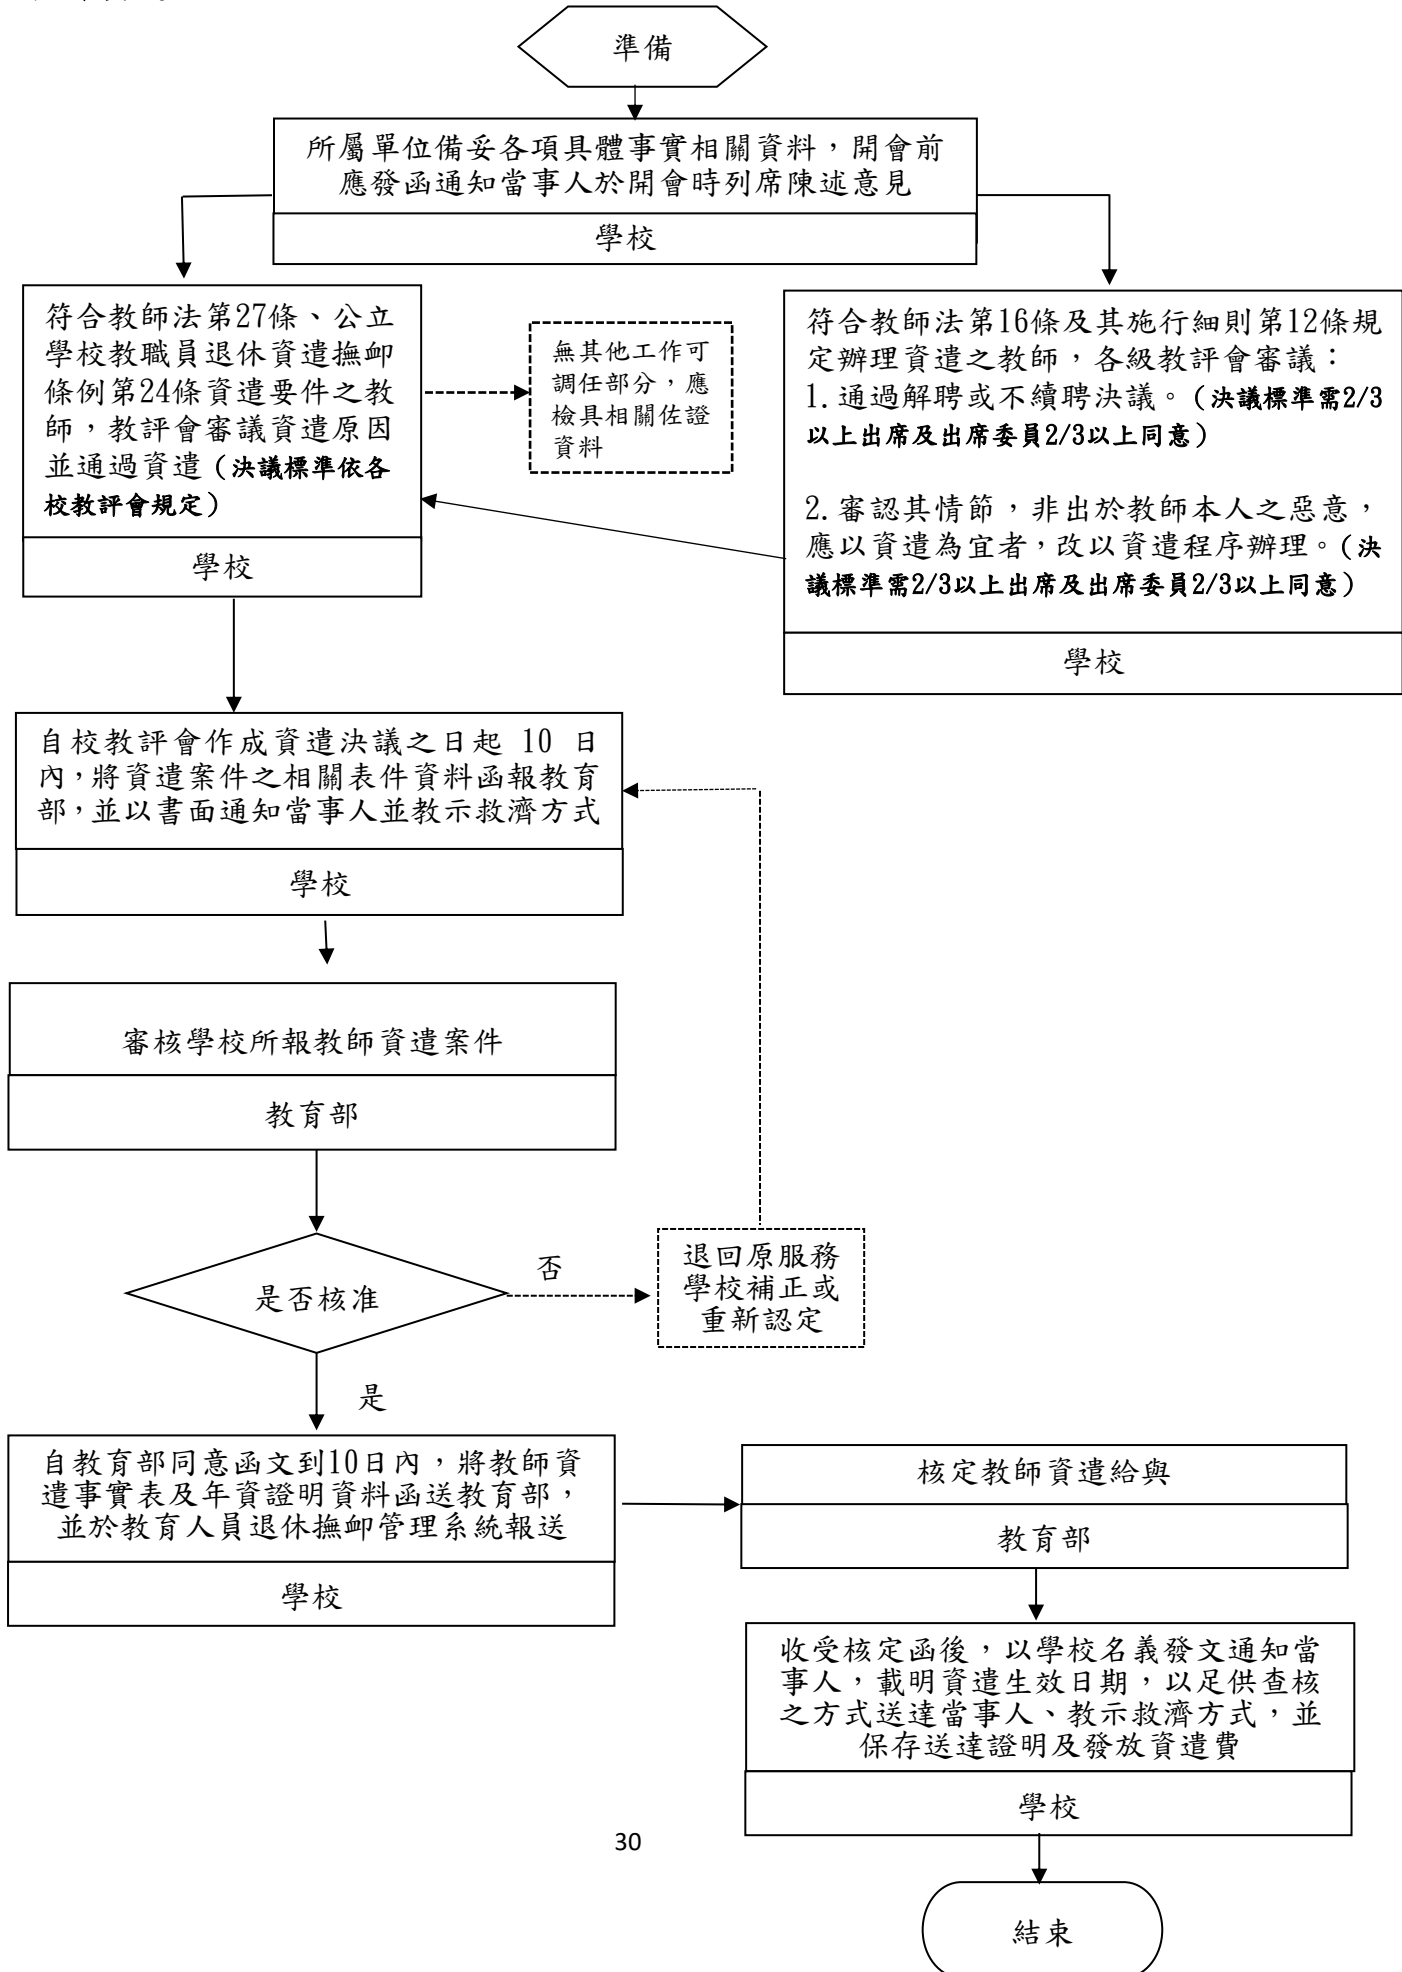 準備
所屬單位備妥各項具體事實相關資料，開會前
應發函通知當事人於開會時列席陳述意見
學校
符合教師法第27條、公立
學校教職員退休資遣撫卹
條例第24條資遣要件之教
師，教評會審議資遣原因
並通過資遣（決議標準依各
校教評會規定）
學校
無其他工作可
調任部分，應
檢具相關佐證
資料
符合教師法第16條及其施行細則第12條規
定辦理資遣之教師，各級教評會審議：
1.通過解聘或不續聘決議。（決議標準需2/3
以上出席及出席委員2/3以上同意）
2.審認其情節，非出於教師本人之惡意，
應以資遣為宜者，改以資遣程序辦理。（決
議標準需2/3以上出席及出席委員2/3以上同意）
學校
自校教評會作成資遣決議之日起 10 日
內，將資遣案件之相關表件資料函報教育
部，並以書面通知當事人並教示救濟方式
學校
審核學校所報教師資遣案件
教育部
是否核准
否
退回原服務
學校補正或
重新認定
是
自教育部同意函文到10日內，將教師資
遣事實表及年資證明資料函送教育部，
並於教育人員退休撫卹管理系統報送
學校
核定教師資遣給與
教育部
收受核定函後，以學校名義發文通知當
事人，載明資遣生效日期，以足供查核
之方式送達當事人、教示救濟方式，並
保存送達證明及發放資遣費
學校
30
結束